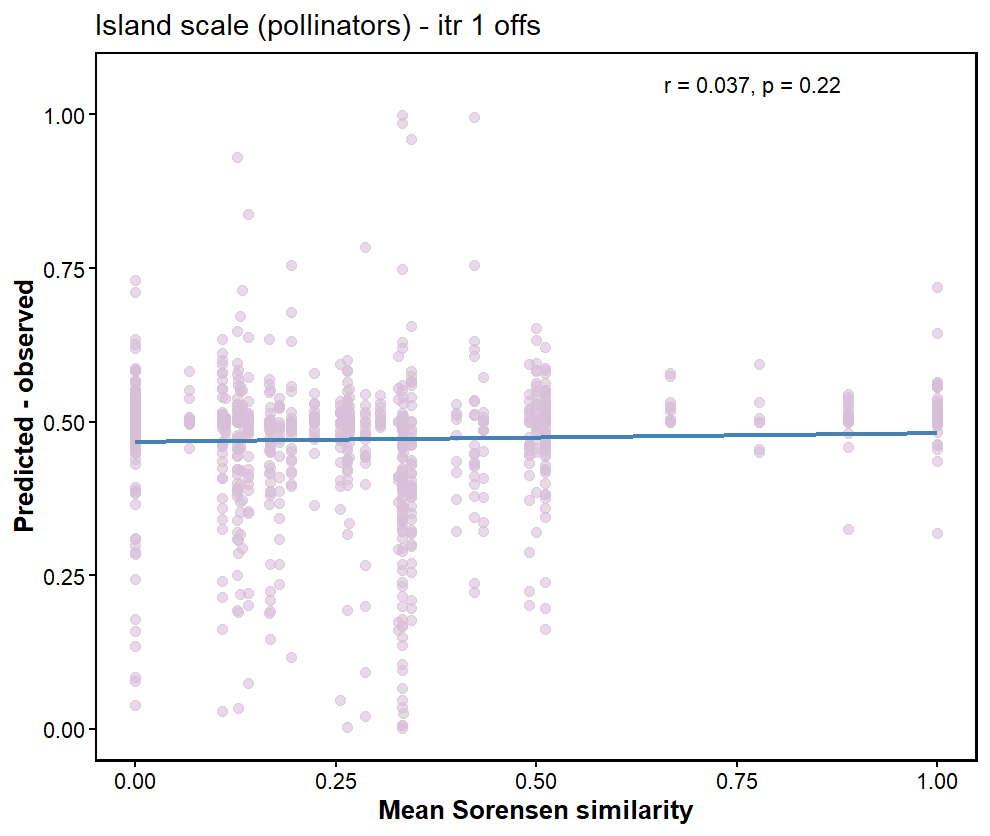 Island scale (pollinators) - itr 1 offs
r = 0.037, p = 0.22
1.00
0.75
0.50
0.25
0.00
Predicted - observed
0.00 0.25 0.50 0.75 1.00
Mean Sorensen similarity